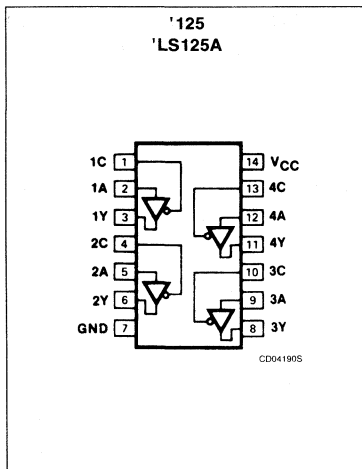 '125
'LS125A
1C 1 14 VCC
1A 2 13 4C
1Y 3 12 4A
2C 4 11 4Y
2A 5 10 3C
2Y 6 9 3A
GND 7 8 3Y
CD04190S